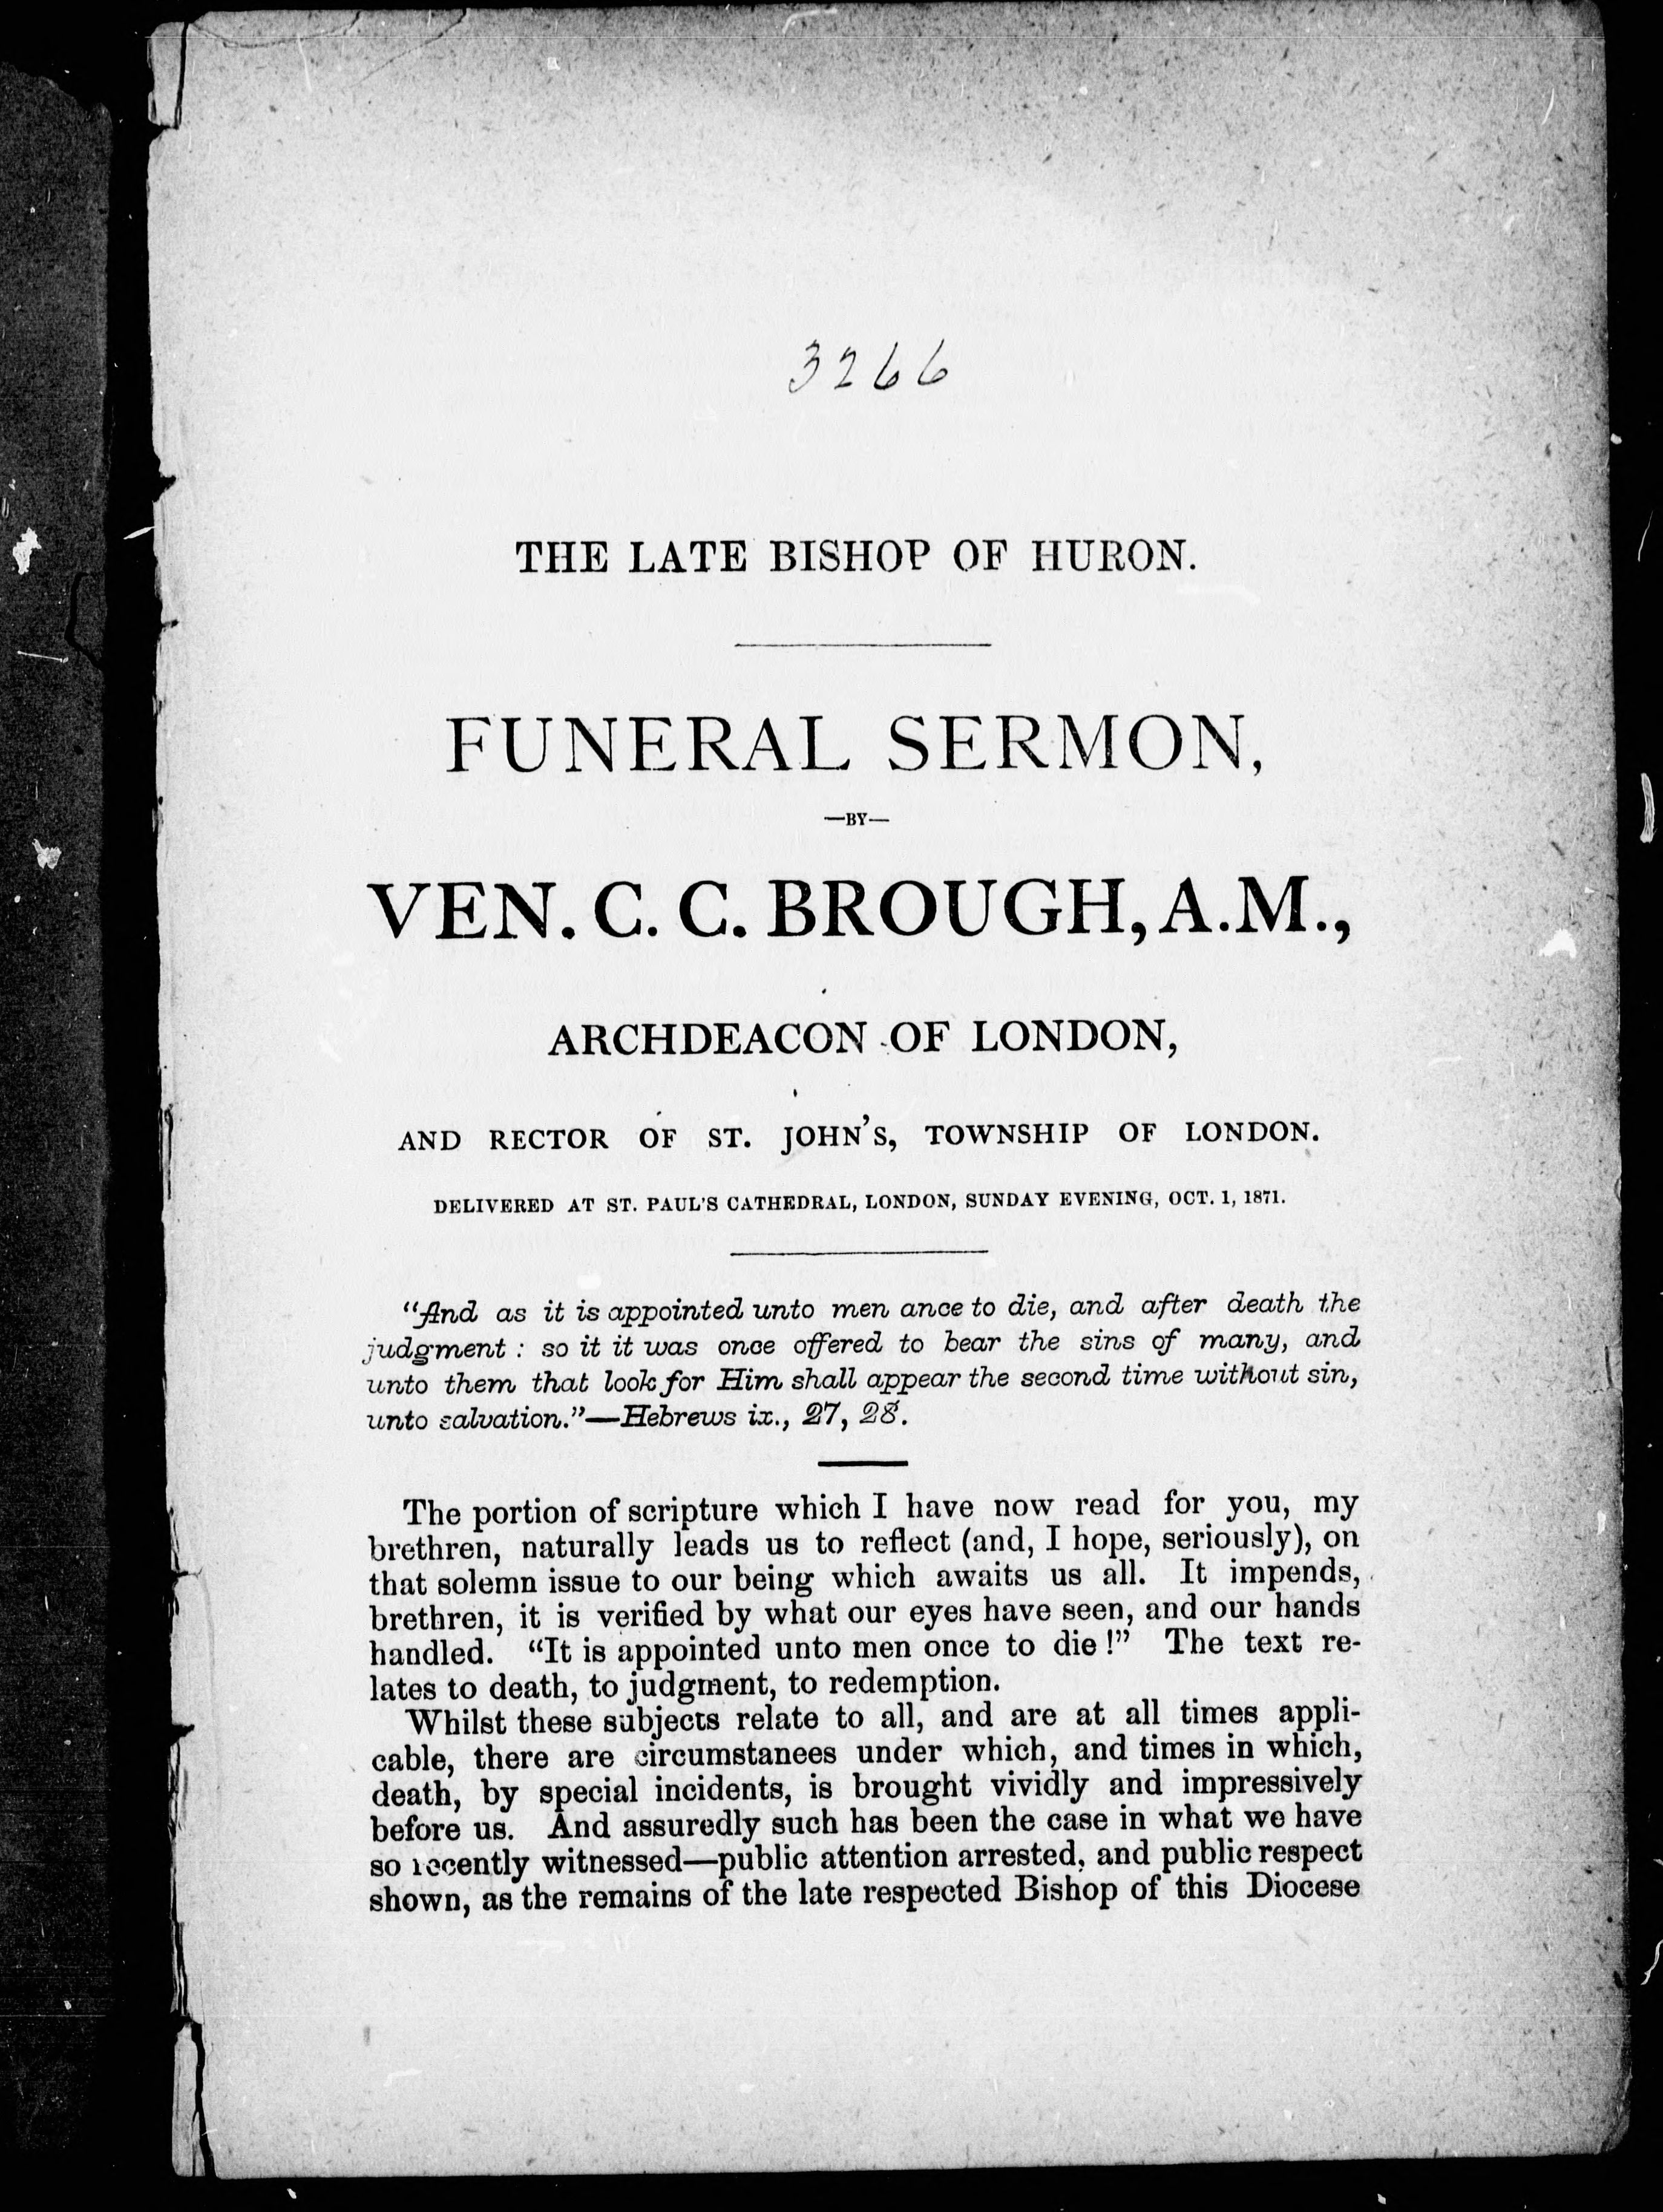 3266
THE LATE BISHOP OF HURON.
FUNERAL SERMON,
—BY—
VEN. C. C. BROUGH, A.M.,
ARCHDEACON OF LONDON,
AND RECTOR OF ST. JOHN'S, TOWNSHIP OF LONDON.
DELIVERED AT ST. PAUL'S CATHEDRAL, LONDON, SUNDAY EVENING, OCT. 1, 1871.
“And as it is appointed unto men ance to die, and after death the
judgment : so it it was once offered to bear the sins of many, and
unto them that look for Him shall appear the second time without sin,
unto salvation.”—Hebrews ix., 27, 28.
The portion of scripture which I have now read for you, my
brethren, naturally leads us to reflect (and, I hope, seriously), on
that solemn issue to our being which awaits us all. It impends,
brethren, it is verified by what our eyes have seen, and our hands
handled. “It is appointed unto men once to die !” The text re-
lates to death, to judgment, to redemption.
Whilst these subjects relate to all, and are at all times appli-
cable, there are circumstanees under which, and times in which,
death, by special incidents, is brought vividly and impressively
before us. And assuredly such has been the case in what we have
so recently witnessed—public attention arrested, and public respect
shown, as the remains of the late respected Bishop of this Diocese